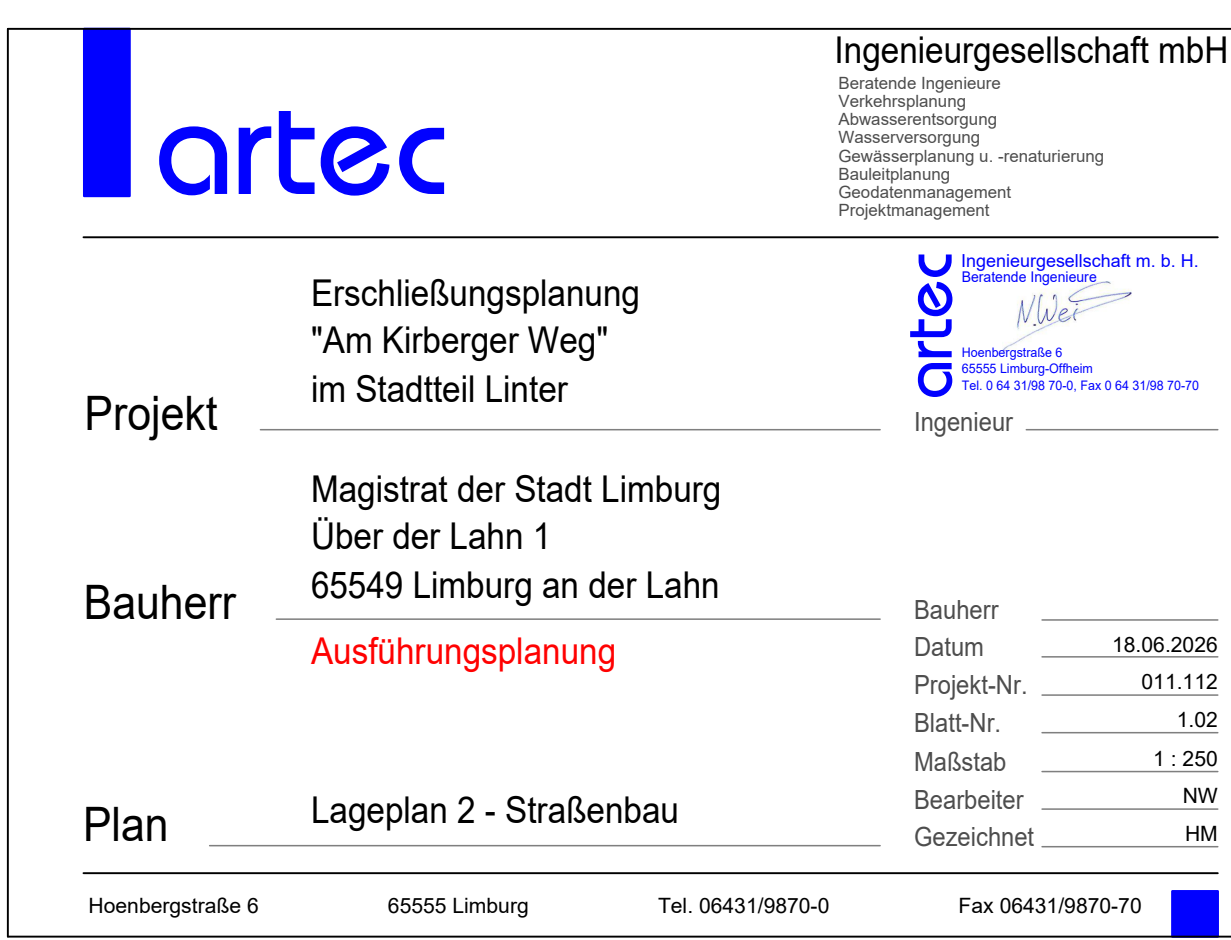 artec
Ingenieurgesellschaft mbH
Beratende Ingenieure
Verkehrsplanung
Abwasserentsorgung
Wasserversorgung
Gewässerplanung u. -renaturierung
Bauleitplanung
Geodatenmanagement
Projektmanagement
Projekt
Erschließungsplanung
"Am Kirberger Weg"
im Stadtteil Linter
artec
Ingenieurgesellschaft m. b. H.
Beratende Ingenieure
N.Wei
Hoenbergstraße 6
65555 Limburg-Offheim
Tel. 0 64 31/98 70-0, Fax 0 64 31/98 70-70
Ingenieur
Bauherr
Magistrat der Stadt Limburg
Über der Lahn 1
65549 Limburg an der Lahn
Ausführungsplanung
Bauherr
Datum 18.06.2026
Projekt-Nr. 011.112
Blatt-Nr. 1.02
Maßstab 1 : 250
Bearbeiter NW
Gezeichnet HM
Plan
Lageplan 2 - Straßenbau
Hoenbergstraße 6 65555 Limburg Tel. 06431/9870-0 Fax 06431/9870-70